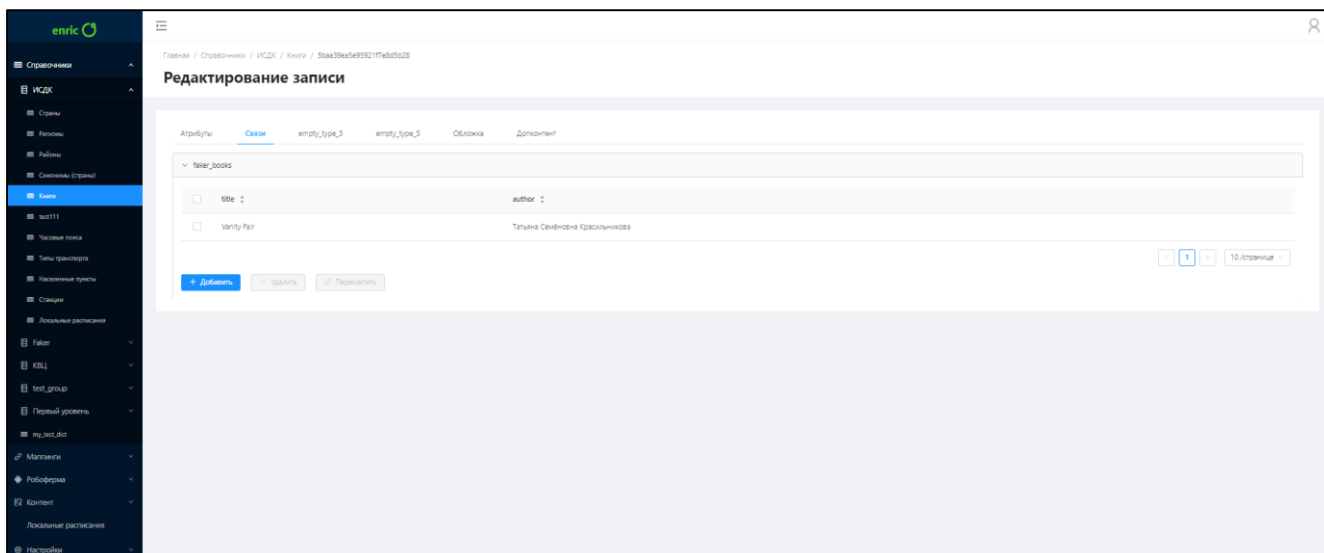 enric
Главная / Справочники / ИСДК / Книги / 5baa39ea5e95921f7e8d5b28
Редактирование записи
Справочники
ИСДК
Страны
Регионы
Районы
Синонимы (страны)
Книги
test111
Часовые пояса
Типы транспорта
Населенные пункты
Станции
Локальные расписания
Faker
КВЦ
test_group
Первый уровень
my_test_dict
Маппинги
Робоферма
Контент
Локальные расписания
Настройки
Атрибуты Связи empty_type_3 empty_type_5 Обложка Допконтент
faker_books
title author
Vanity Fair Татьяна Семёновна Красильникова
1 10 /странице
+ Добавить — Удалить Перемапить